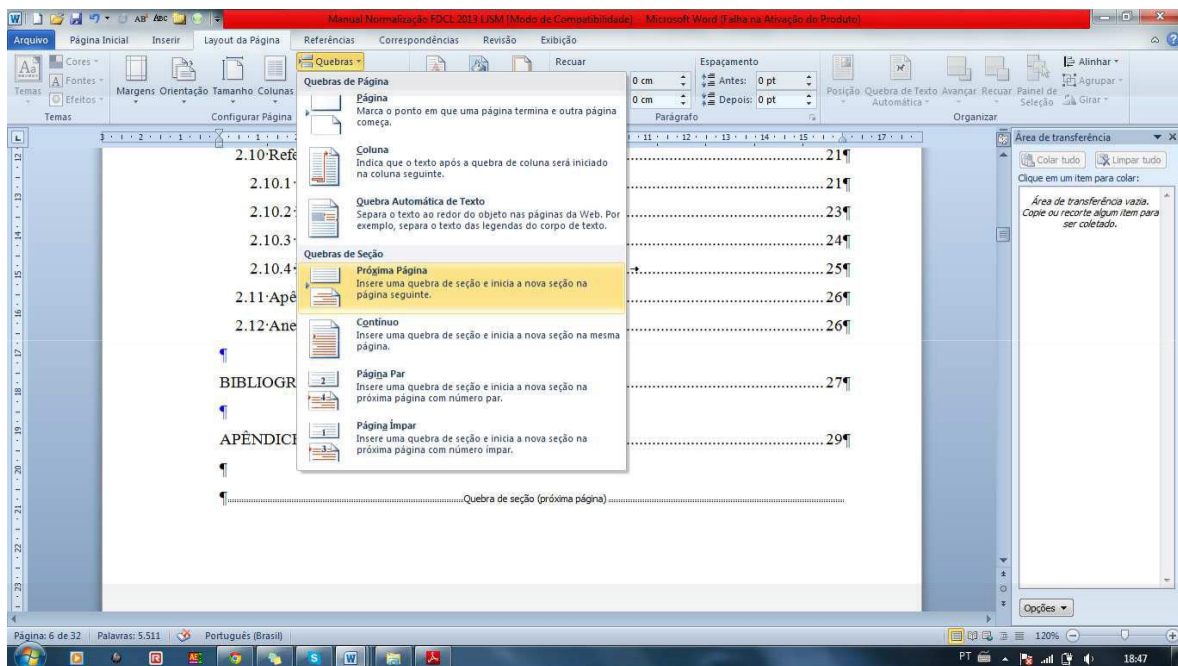 Manual Normalização FDCL 2013 LJSM [Modo de Compatibilidade] - Microsoft Word (Falha na Ativação do Produto)
Arquivo Página Inicial Inserir Layout da Página Referências Correspondências Revisão Exibição
Cores
Fontes
Efeitos
Temas
Temas
Margens Orientação Tamanho Colunas
Configurar Página
Quebras
Recuar
0 cm
0 cm
Espaçamento
Antes: 0 pt
Depois: 0 pt
Parágrafo
Posição Quebra de Texto Automática Avançar Recuar Painel de Seleção
Alinhar
Agrupar
Girar
Organizar
Quebras de Página
Página
Marca o ponto em que uma página termina e outra página
começa.
Coluna
Indica que o texto após a quebra de coluna será iniciado
na coluna seguinte.
Quebra Automática de Texto
Separa o texto ao redor do objeto nas páginas da Web. Por
exemplo, separa o texto das legendas do corpo de texto.
Quebras de Seção
Próxima Página
Insere uma quebra de seção e inicia a nova seção na
página seguinte.
Contínuo
Insere uma quebra de seção e inicia a nova seção na mesma
página.
Página Par
Insere uma quebra de seção e inicia a nova seção na
próxima página com número par.
Página Ímpar
Insere uma quebra de seção e inicia a nova seção na
próxima página com número ímpar.
2.10·Refe ...21¶
2.10.1· ...21¶
2.10.2· ...23¶
2.10.3· ...24¶
2.10.4· ...25¶
2.11·Apê ...26¶
2.12·Ane ...26¶
¶
BIBLIOGR ...27¶
¶
APÊNDICE ...29¶
¶
¶...Quebra de seção (próxima página)...
Área de transferência
Colar tudo Limpar tudo
Clique em um item para colar:
Área de transferência vazia.
Copie ou recorte algum item para
ser coletado.
Opções
Página: 6 de 32 Palavras: 5.511 Português (Brasil) 120%
PT 18:47